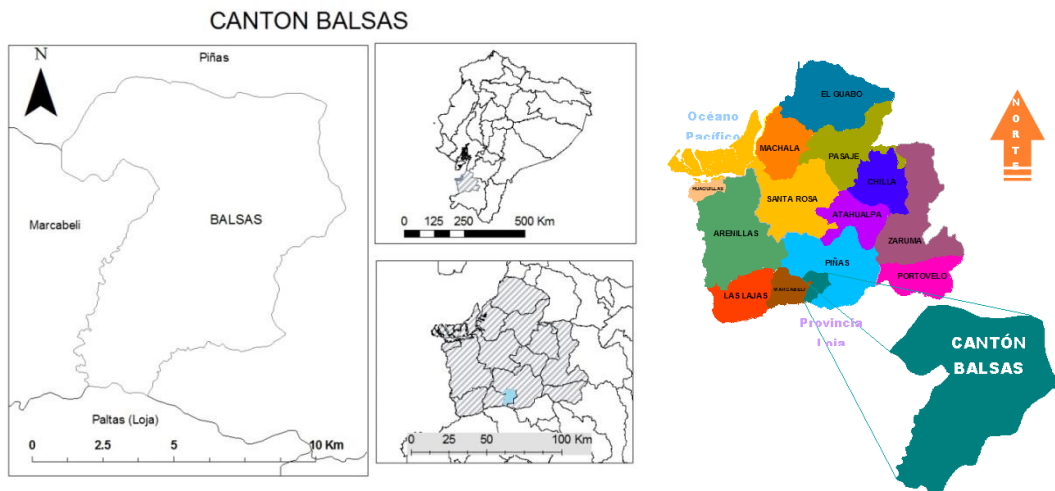 CANTON BALSAS
N
Piñas
Marcabeli
BALSAS
Paltas (Loja)
0 2.5 5 10 Km
0 125 250 500 Km
0 25 50 100 Km
EL GUABO
Océano
Pacífico
MACHALA
PASAJE
CHILLA
HUAQUILLAS
SANTA ROSA
ATAHUALPA
ARENILLAS
ZARUMA
PIÑAS
PORTOVELO
LAS LAJAS
MARCABELI
Provincia
Loja
NORTE
CANTÓN
BALSAS